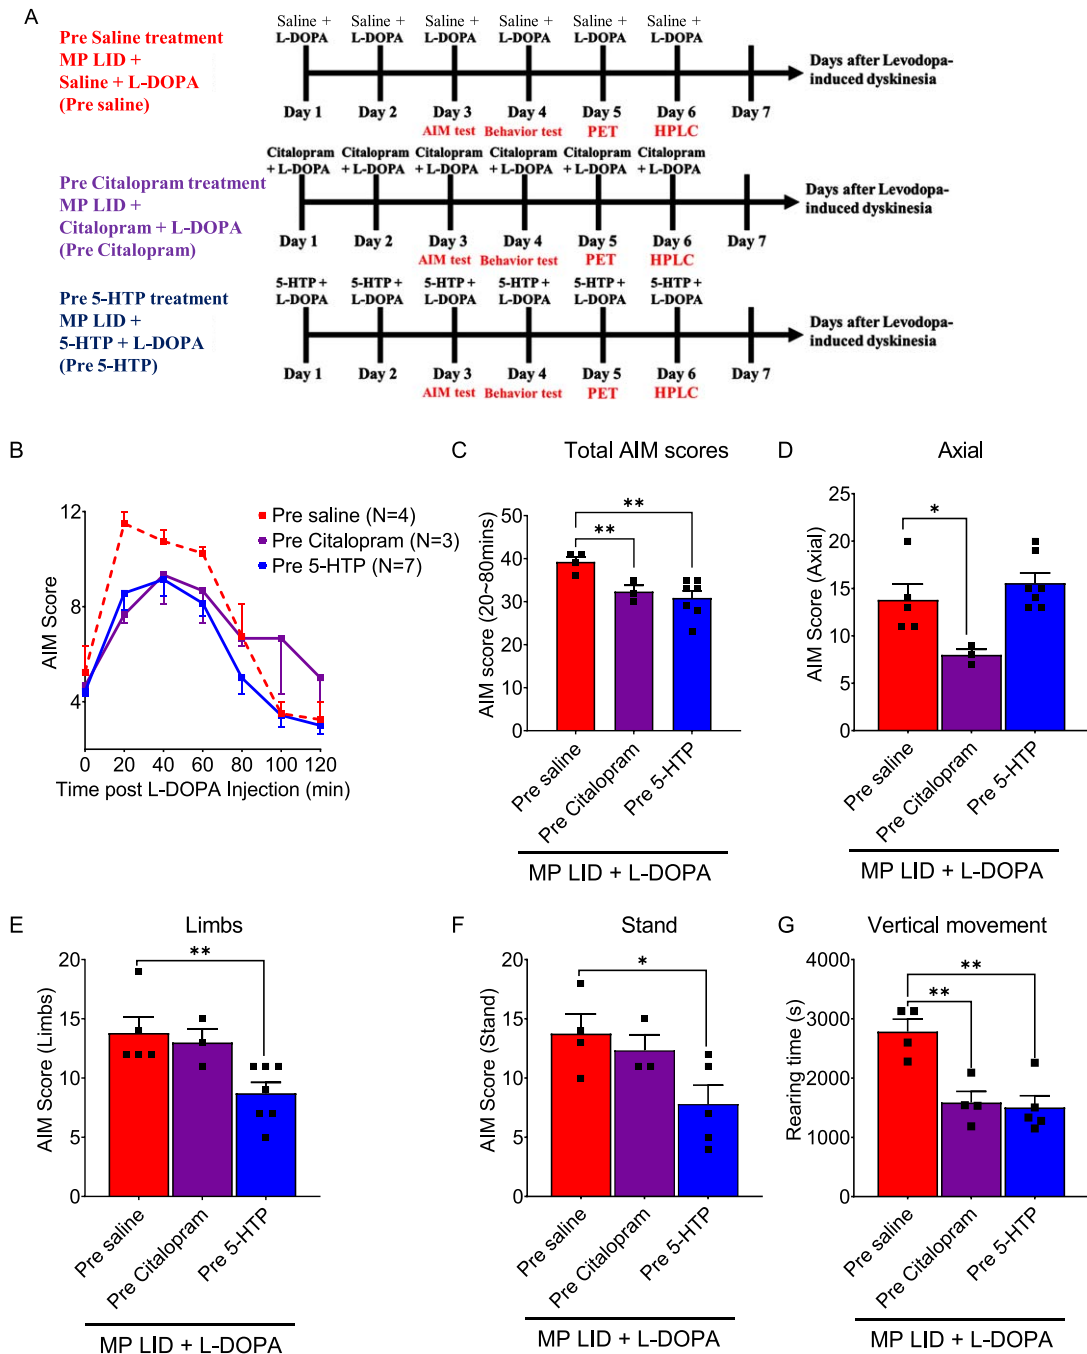 A
Pre Saline treatment
MP LID +
Saline + L-DOPA
(Pre saline)
Saline + Saline + Saline + Saline + Saline + Saline +
L-DOPA L-DOPA L-DOPA L-DOPA L-DOPA L-DOPA
Days after Levodopa-
induced dyskinesia
Day 1 Day 2 Day 3 Day 4 Day 5 Day 6 Day 7
AIM test Behavior test PET HPLC
Pre Citalopram treatment
MP LID +
Citalopram + L-DOPA
(Pre Citalopram)
Citalopram Citalopram Citalopram Citalopram Citalopram Citalopram
+ L-DOPA + L-DOPA + L-DOPA + L-DOPA + L-DOPA + L-DOPA
Days after Levodopa-
induced dyskinesia
Day 1 Day 2 Day 3 Day 4 Day 5 Day 6 Day 7
AIM test Behavior test PET HPLC
Pre 5-HTP treatment
MP LID +
5-HTP + L-DOPA
(Pre 5-HTP)
5-HTP + 5-HTP + 5-HTP + 5-HTP + 5-HTP + 5-HTP +
L-DOPA L-DOPA L-DOPA L-DOPA L-DOPA L-DOPA
Days after Levodopa-
induced dyskinesia
Day 1 Day 2 Day 3 Day 4 Day 5 Day 6 Day 7
AIM test Behavior test PET HPLC
B
AIM Score
12
8
4
0 20 40 60 80 100 120
Time post L-DOPA Injection (min)
Pre saline (N=4)
Pre Citalopram (N=3)
Pre 5-HTP (N=7)
C
Total AIM scores
AIM score (20~80mins)
50
40
30
20
10
0
**
**
Pre saline
Pre Citalopram
Pre 5-HTP
MP LID + L-DOPA
D
Axial
AIM Score (Axial)
25
20
15
10
5
0
*
Pre saline
Pre Citalopram
Pre 5-HTP
MP LID + L-DOPA
E
Limbs
AIM Score (Limbs)
20
15
10
5
0
**
Pre saline
Pre Citalopram
Pre 5-HTP
MP LID + L-DOPA
F
Stand
AIM Score (Stand)
20
15
10
5
0
*
Pre saline
Pre Citalopram
Pre 5-HTP
MP LID + L-DOPA
G
Vertical movement
Rearing time (s)
4000
3000
2000
1000
0
**
**
Pre saline
Pre Citalopram
Pre 5-HTP
MP LID + L-DOPA